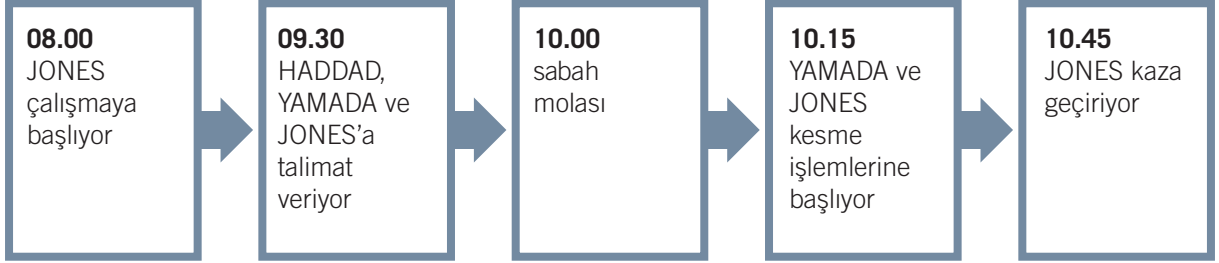 08.00
JONES
çalışmaya
başlıyor
09.30
HADDAD,
YAMADA ve
JONES’a
talimat
veriyor
10.00
sabah
molası
10.15
YAMADA ve
JONES
kesme
işlemlerine
başlıyor
10.45
JONES kaza
geçiriyor